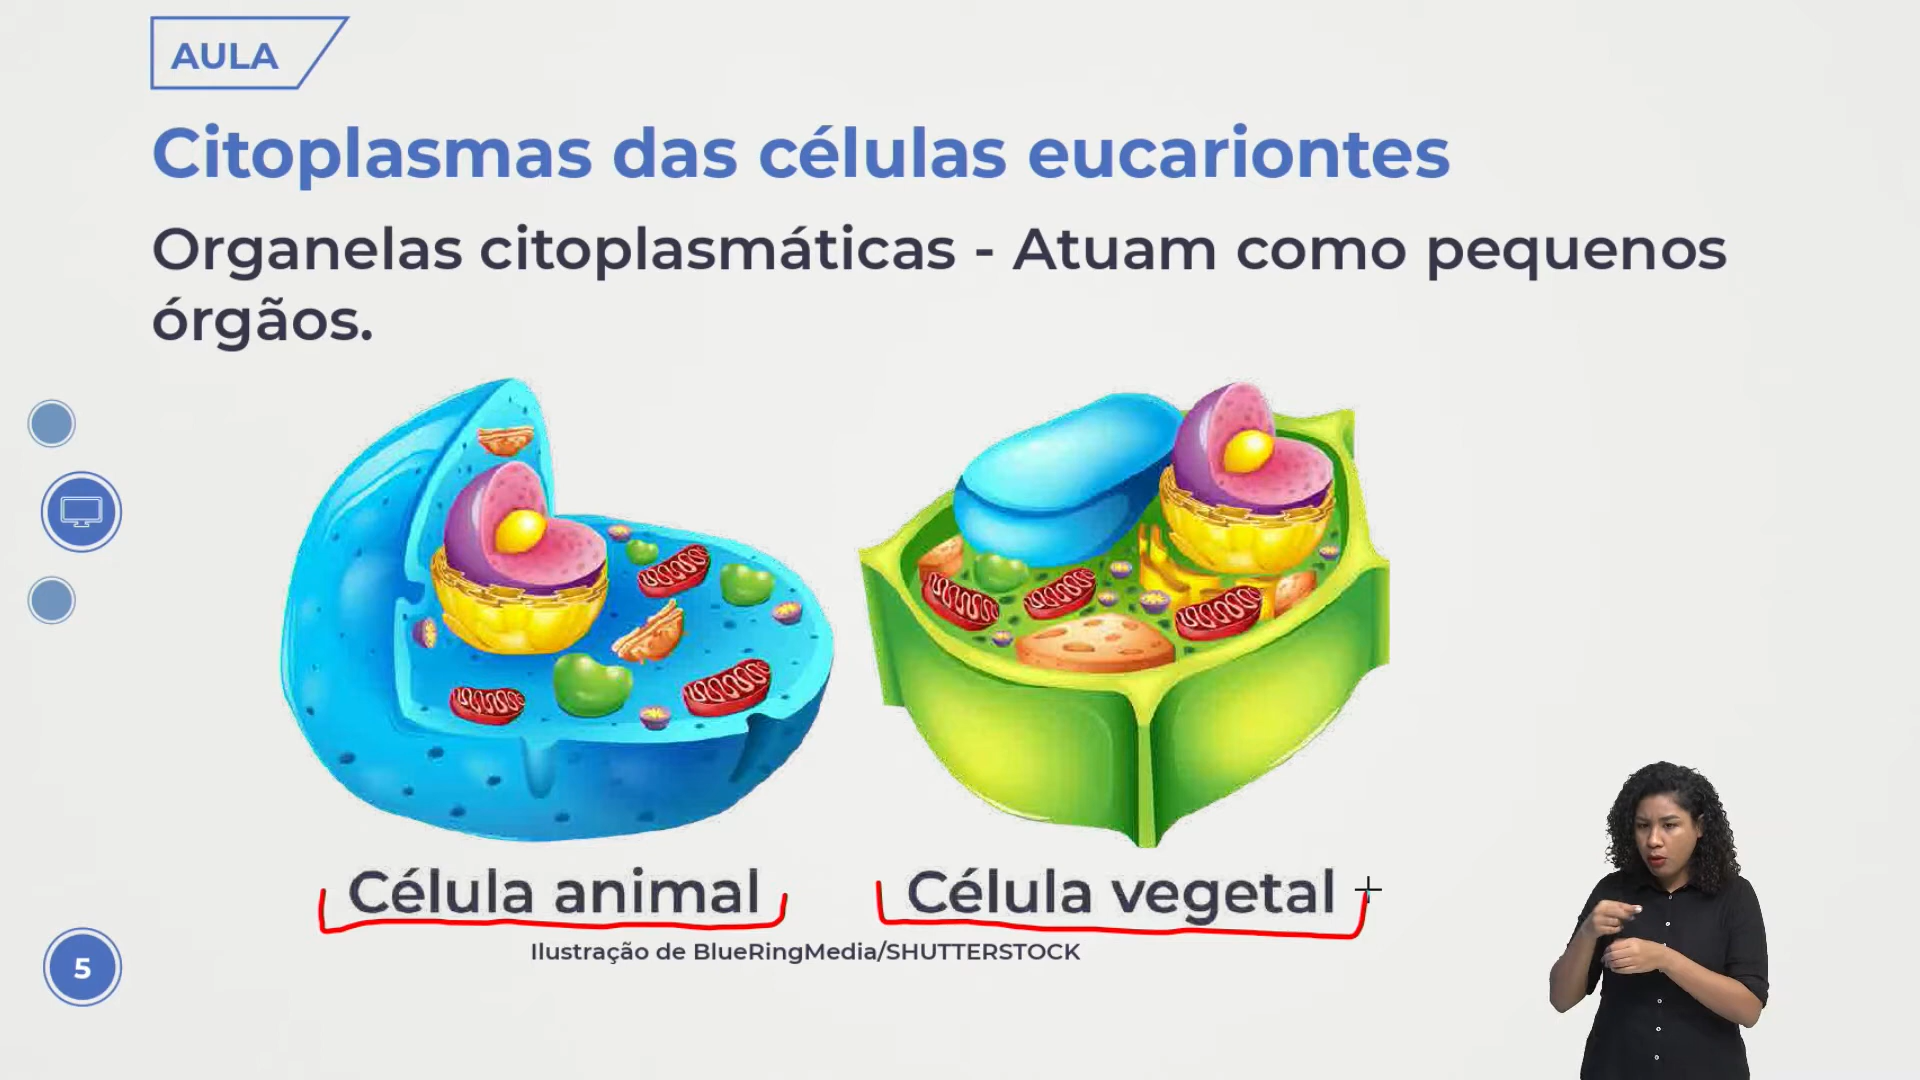 AULA
Citoplasmas das células eucariontes
Organelas citoplasmáticas - Atuam como pequenos
órgãos.
Célula animal
Célula vegetal
Ilustração de BlueRingMedia/SHUTTERSTOCK
5